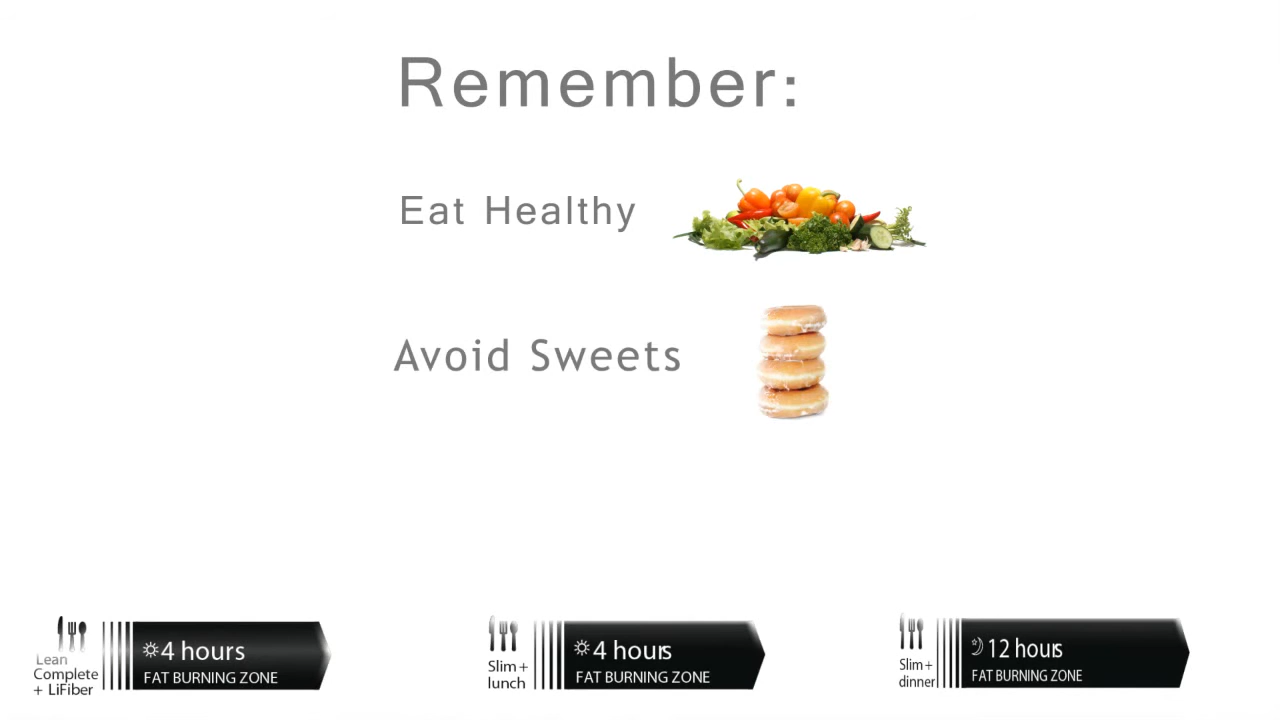 Remember:
Eat Healthy
Avoid Sweets
Lean
Complete
+ LiFiber
4 hours
FAT BURNING ZONE
Slim +
lunch
4 hours
FAT BURNING ZONE
Slim +
dinner
12 hours
FAT BURNING ZONE